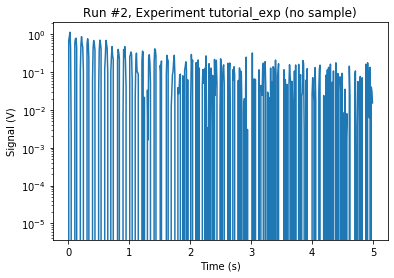 Run #2, Experiment tutorial_exp (no sample)
Signal (V)
10⁰
10⁻¹
10⁻²
10⁻³
10⁻⁴
10⁻⁵
0 1 2 3 4 5
Time (s)